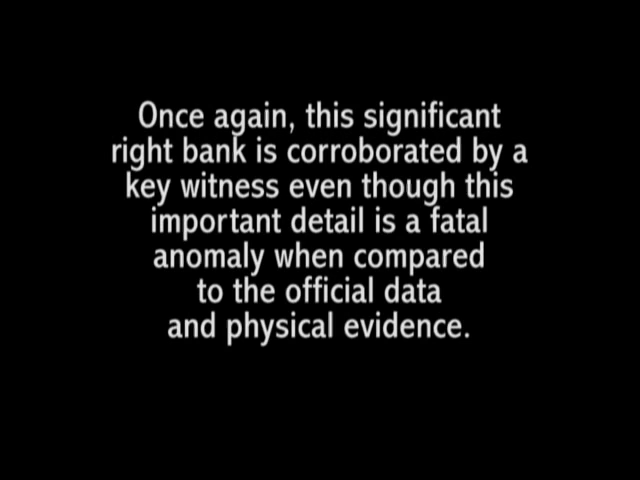 Once again, this significant
right bank is corroborated by a
key witness even though this
important detail is a fatal
anomaly when compared
to the official data
and physical evidence.